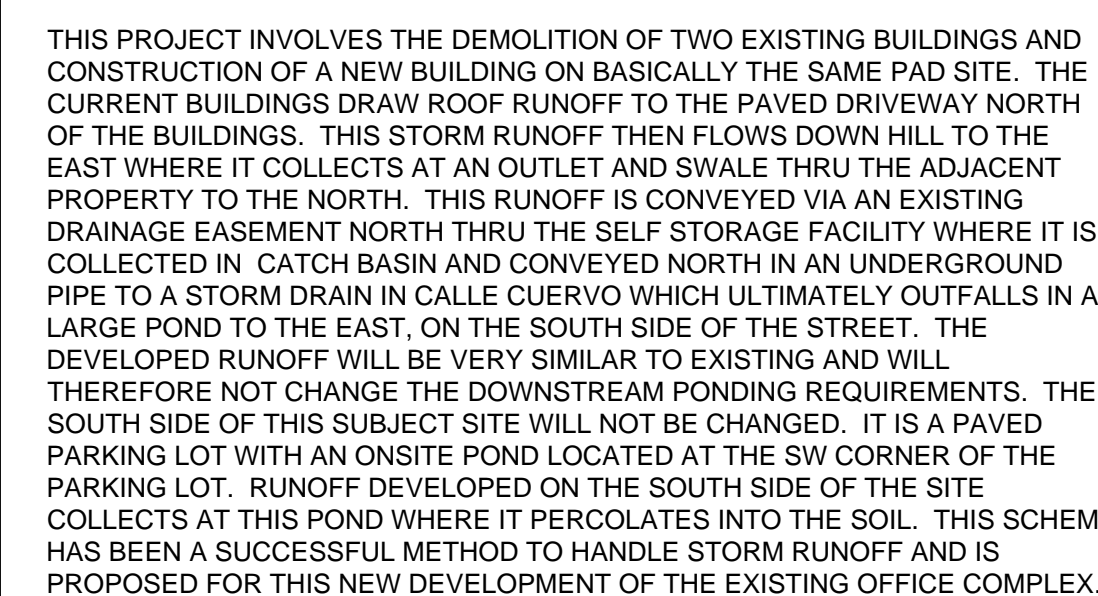 THIS PROJECT INVOLVES THE DEMOLITION OF TWO EXISTING BUILDINGS AND
CONSTRUCTION OF A NEW BUILDING ON BASICALLY THE SAME PAD SITE.  THE
CURRENT BUILDINGS DRAW ROOF RUNOFF TO THE PAVED DRIVEWAY NORTH
OF THE BUILDINGS.  THIS STORM RUNOFF THEN FLOWS DOWN HILL TO THE
EAST WHERE IT COLLECTS AT AN OUTLET AND SWALE THRU THE ADJACENT
PROPERTY TO THE NORTH.  THIS RUNOFF IS CONVEYED VIA AN EXISTING
DRAINAGE EASEMENT NORTH THRU THE SELF STORAGE FACILITY WHERE IT IS
COLLECTED IN  CATCH BASIN AND CONVEYED NORTH IN AN UNDERGROUND
PIPE TO A STORM DRAIN IN CALLE CUERVO WHICH ULTIMATELY OUTFALLS IN A
LARGE POND TO THE EAST, ON THE SOUTH SIDE OF THE STREET.  THE
DEVELOPED RUNOFF WILL BE VERY SIMILAR TO EXISTING AND WILL
THEREFORE NOT CHANGE THE DOWNSTREAM PONDING REQUIREMENTS.  THE
SOUTH SIDE OF THIS SUBJECT SITE WILL NOT BE CHANGED.  IT IS A PAVED
PARKING LOT WITH AN ONSITE POND LOCATED AT THE SW CORNER OF THE
PARKING LOT.  RUNOFF DEVELOPED ON THE SOUTH SIDE OF THE SITE
COLLECTS AT THIS POND WHERE IT PERCOLATES INTO THE SOIL.  THIS SCHEM
HAS BEEN A SUCCESSFUL METHOD TO HANDLE STORM RUNOFF AND IS
PROPOSED FOR THIS NEW DEVELOPMENT OF THE EXISTING OFFICE COMPLEX.